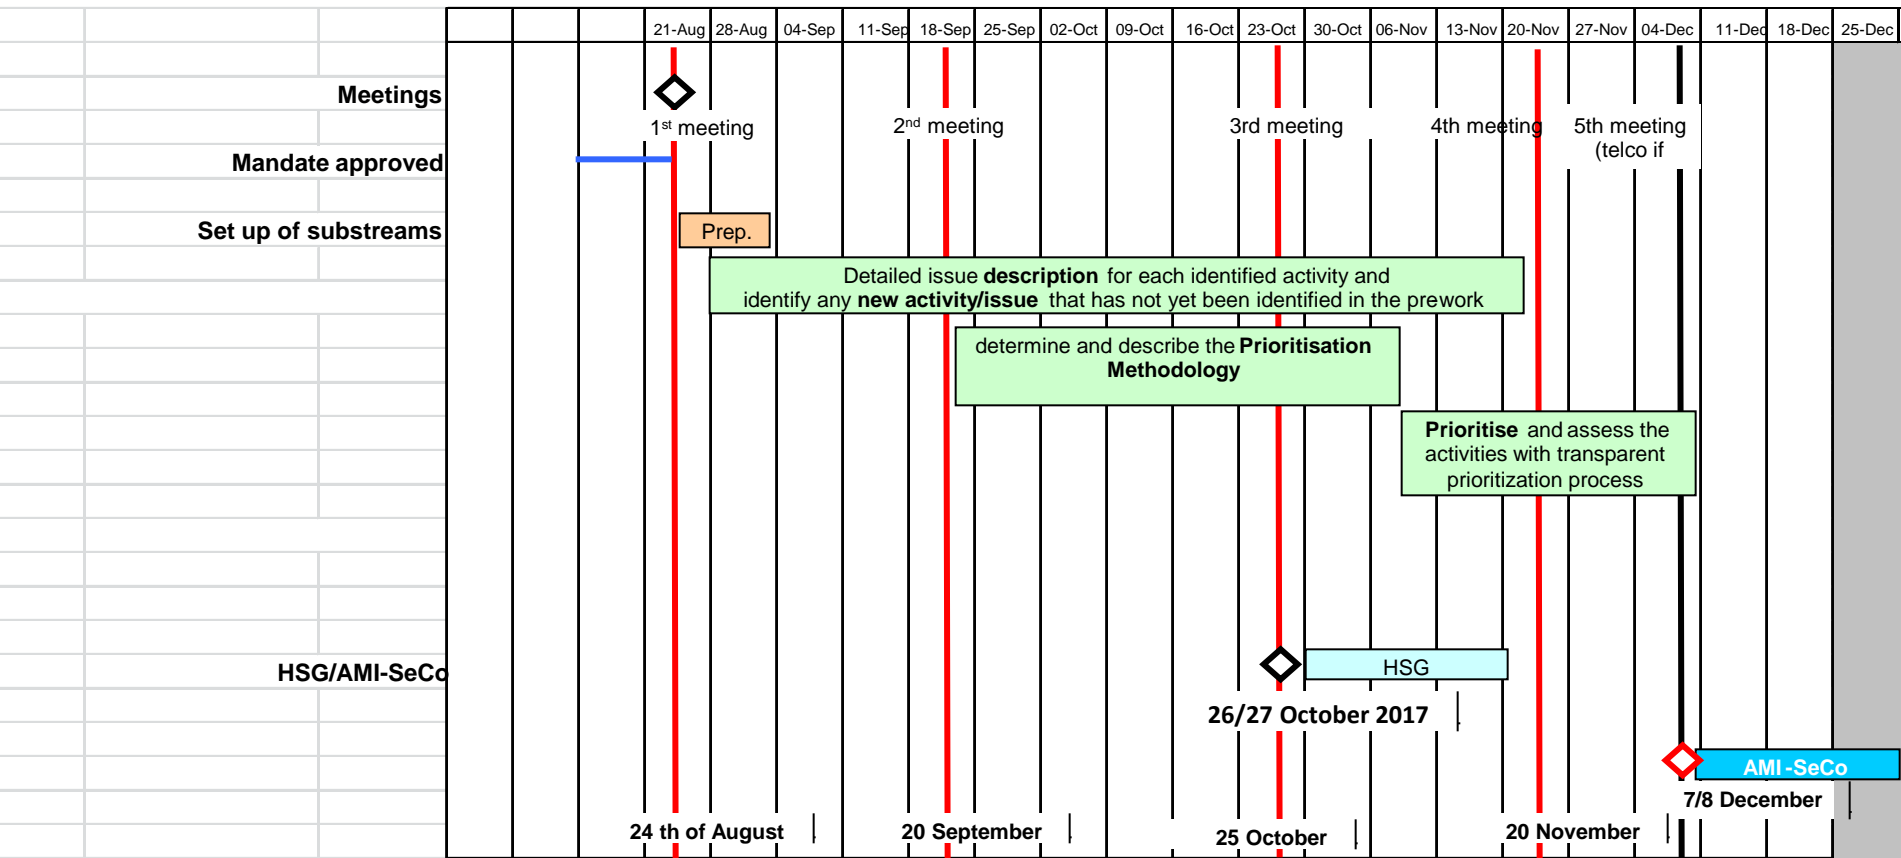 21-Aug 28-Aug 04-Sep 11-Sep 18-Sep 25-Sep 02-Oct 09-Oct 16-Oct 23-Oct 30-Oct 06-Nov 13-Nov 20-Nov 27-Nov 04-Dec 11-Dec 18-Dec 25-Dec
Meetings
1st meeting 2nd meeting 3rd meeting 4th meeting 5th meeting
(telco if
Mandate approved
Set up of substreams
Prep.
Detailed issue description for each identified activity and
identify any new activity/issue that has not yet been identified in the prework
determine and describe the Prioritisation
Methodology
Prioritise and assess the
activities with transparent
prioritization process
HSG/AMI-SeCo
HSG
26/27 October 2017
AMI-SeCo
7/8 December
24 th of August 20 September 25 October 20 November